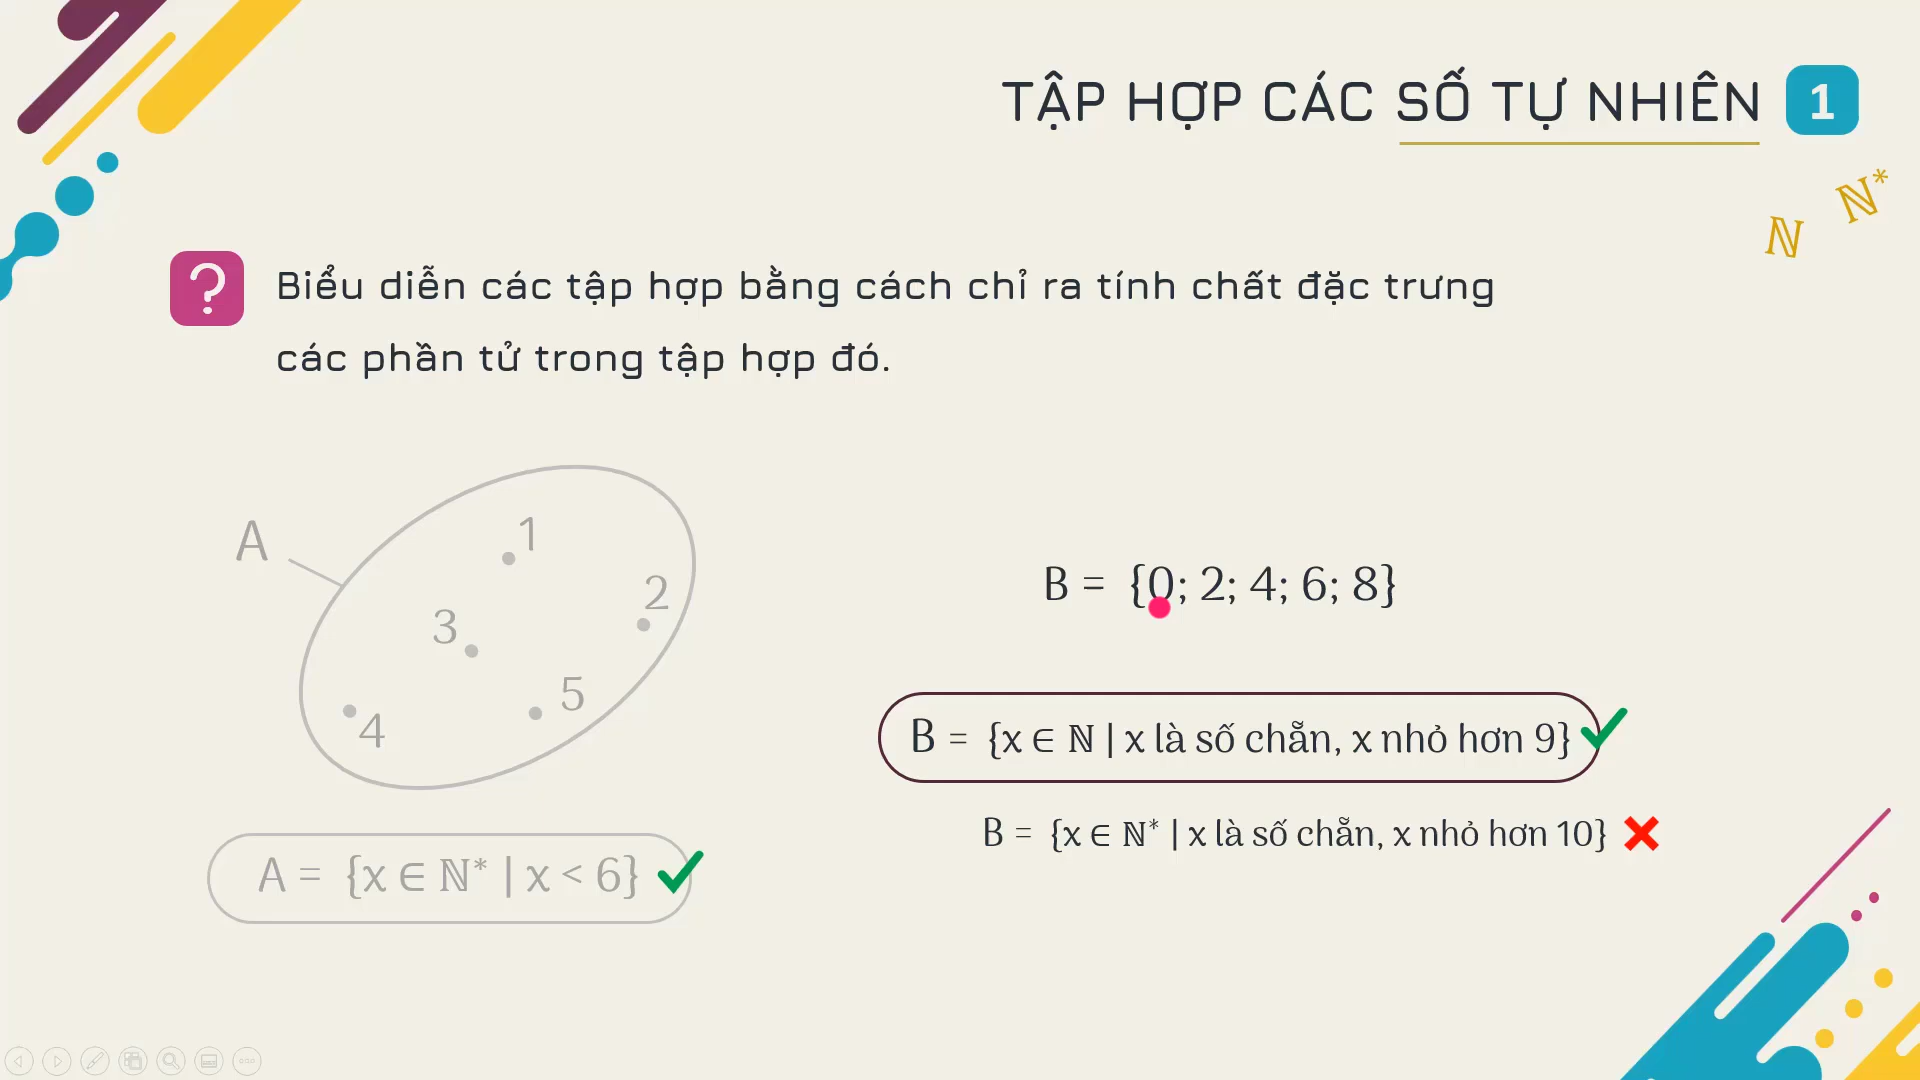 TẬP HỢP CÁC SỐ TỰ NHIÊN 1
ℕ ℕ*
? Biểu diễn các tập hợp bằng cách chỉ ra tính chất đặc trưng
các phần tử trong tập hợp đó.
A
1
2
3
5
4
A = {x ∈ ℕ* | x < 6}
B = {0; 2; 4; 6; 8}
B = {x ∈ ℕ | x là số chẵn, x nhỏ hơn 9}
B = {x ∈ ℕ* | x là số chẵn, x nhỏ hơn 10}